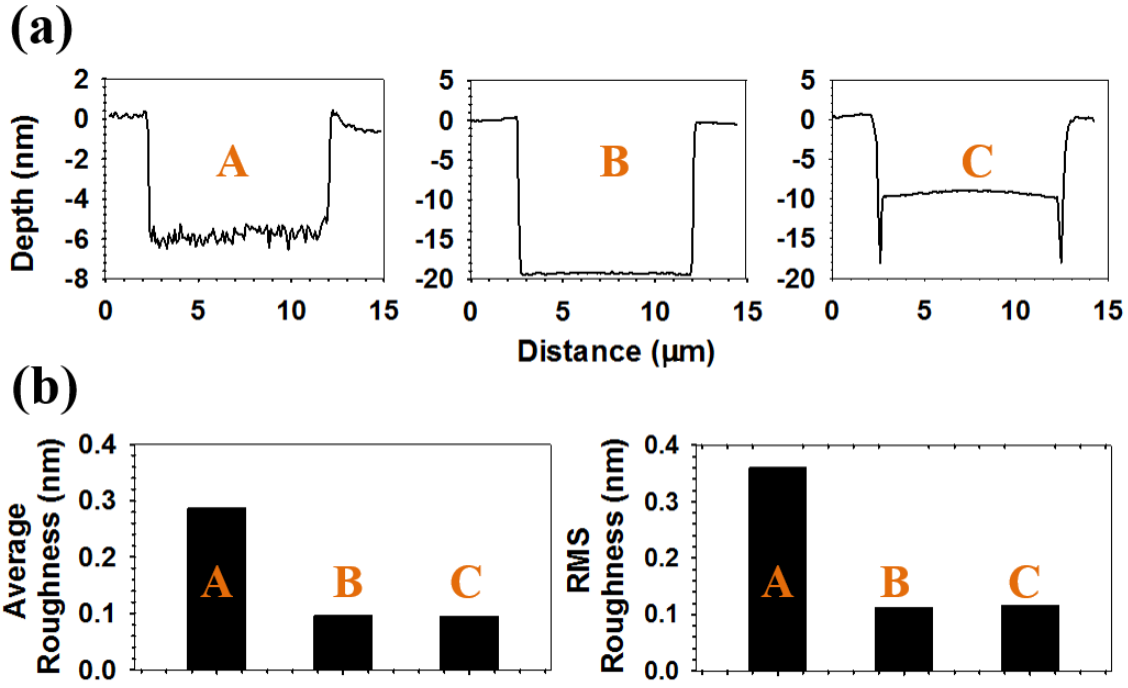 (a)
2
0
-2
-4
-6
-8
Depth (nm)
A
0 5 10 15
5
0
-5
-10
-15
-20
B
0 5 10 15
5
0
-5
-10
-15
-20
C
0 5 10 15
Distance (µm)
(b)
0.4
0.3
0.2
0.1
0.0
Average
Roughness (nm)
A B C
0.4
0.3
0.2
0.1
0.0
RMS
Roughness (nm)
A B C